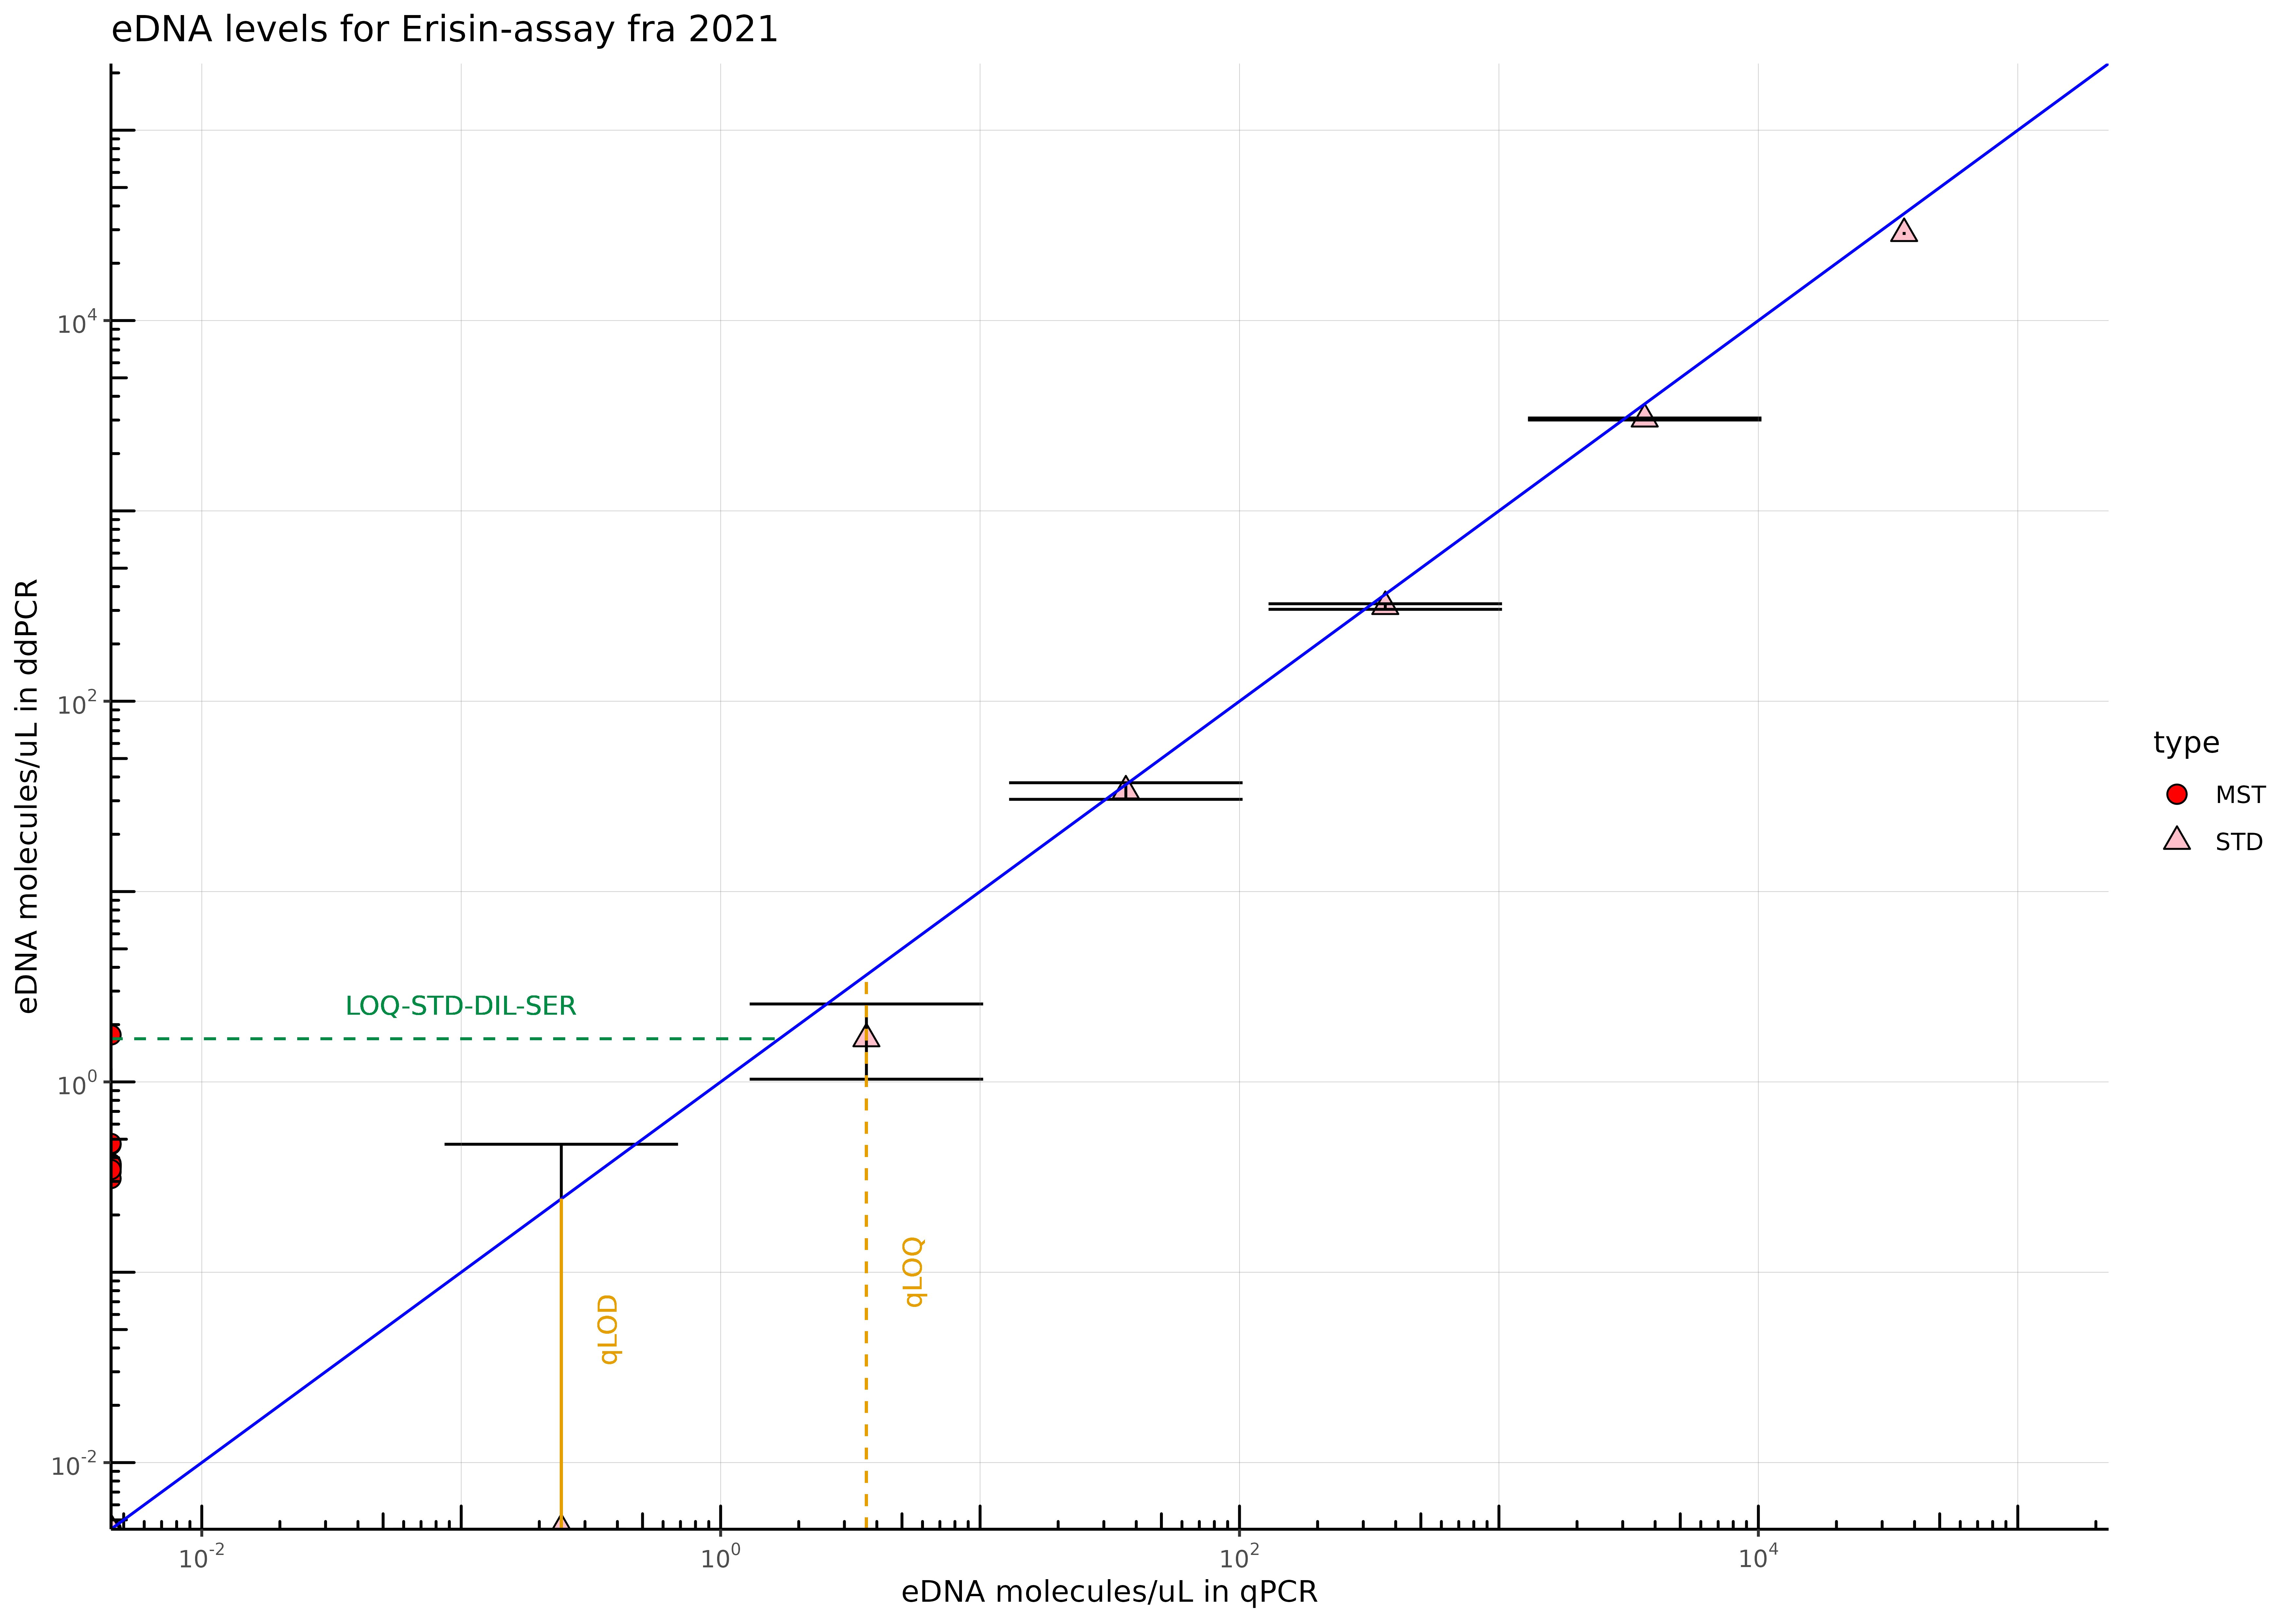 eDNA levels for Erisin-assay fra 2021
eDNA molecules/uL in ddPCR
10^4
10^2
10^0
10^-2
LOQ-STD-DIL-SER
qLOD
qLOQ
10^-2 10^0 10^2 10^4
eDNA molecules/uL in qPCR
type
MST
STD